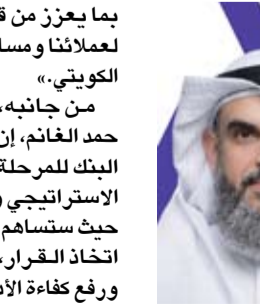 بما يعزز من ق
لعملائنا ومسا
الكويتي.»
من جانبه،
حمد الغانم، إن
البنك للمرحلة
الاستراتيجي
حيث ستساهم
اتخاذ القرار،
ورفع كفاءة الأد